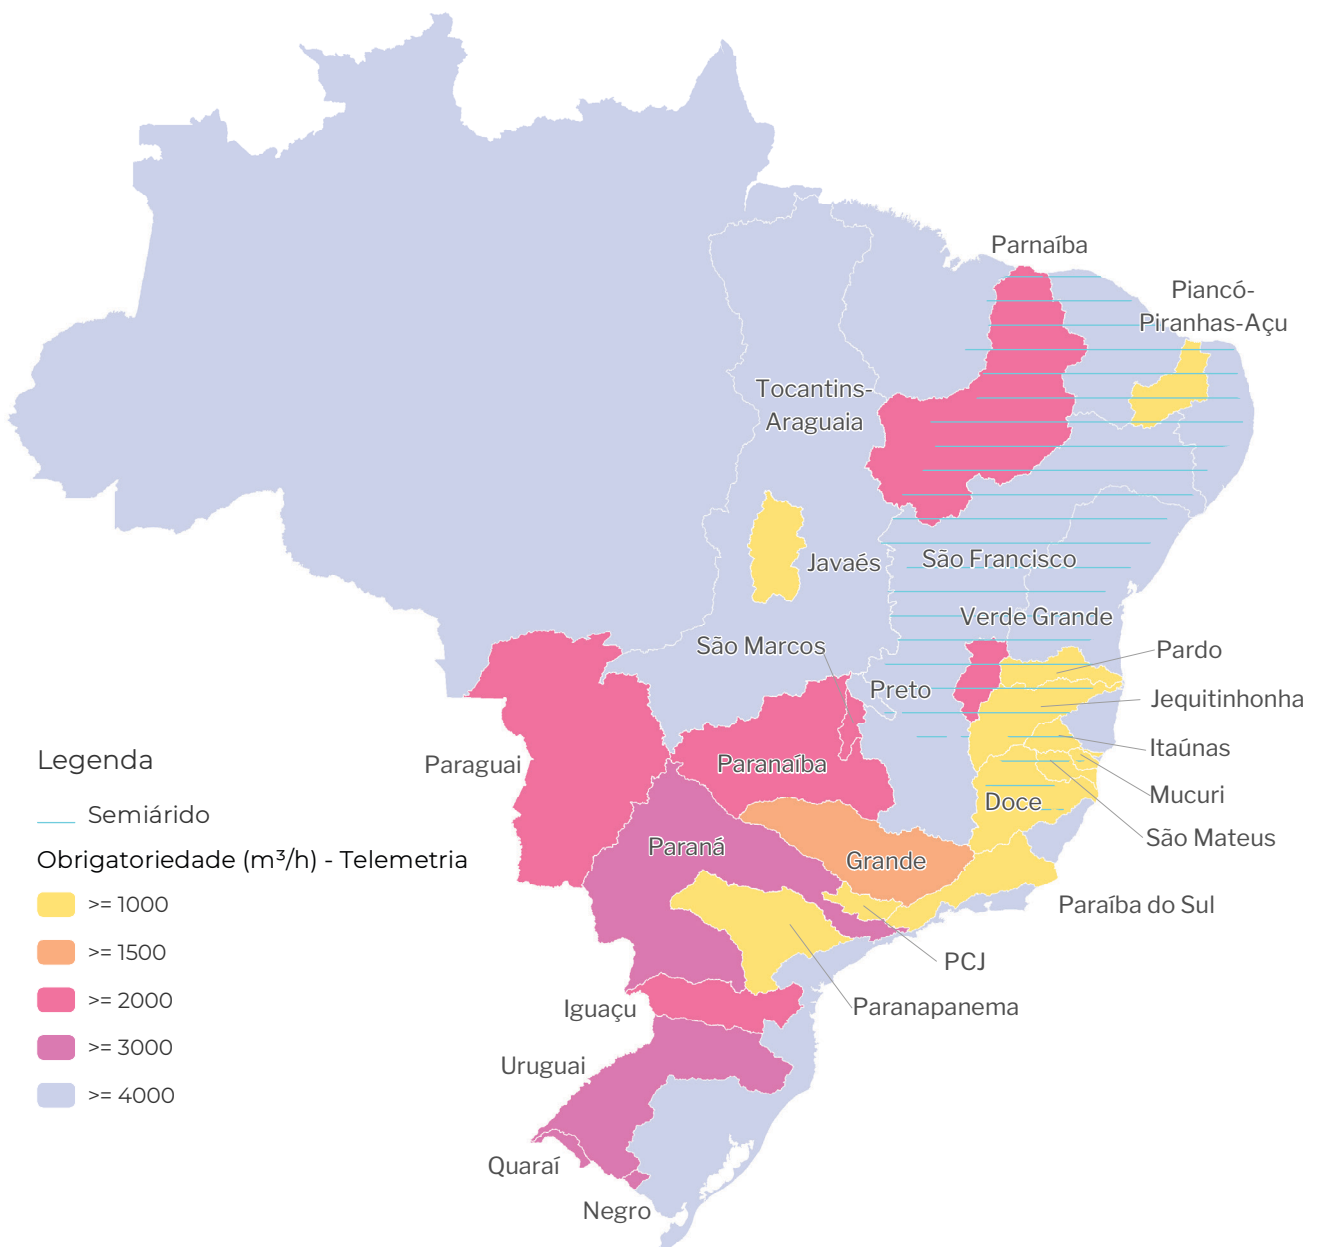 Parnaíba
Piancó-
Piranhas-Açu
Tocantins-
Araguaia
Javaés
São Francisco
Verde Grande
São Marcos
Preto
Pardo
Jequitinhonha
Itaúnas
Mucuri
São Mateus
Doce
Paraguai
Paranaíba
Paraná
Grande
Paraíba do Sul
PCJ
Paranapanema
Iguaçu
Uruguai
Quaraí
Negro
Legenda
Semiárido
Obrigatoriedade (m³/h) - Telemetria
>= 1000
>= 1500
>= 2000
>= 3000
>= 4000